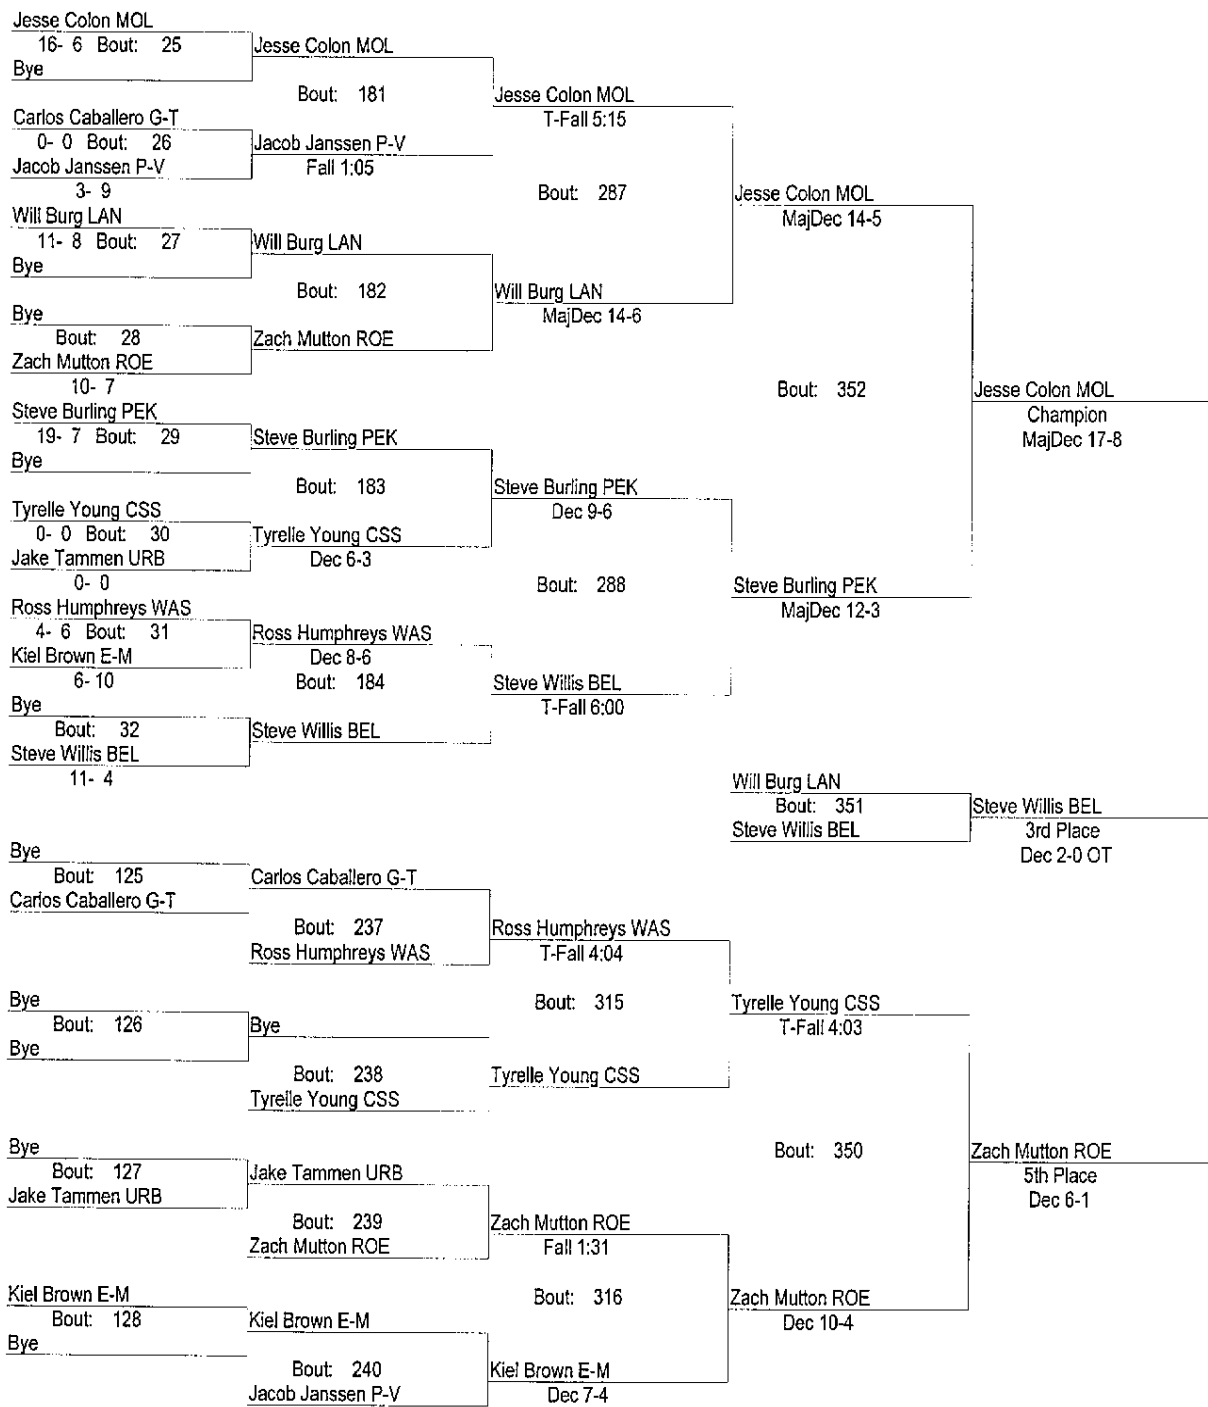 Jesse Colon MOL
16- 6 Bout: 25
Jesse Colon MOL
Bye
Bout: 181
Jesse Colon MOL
T-Fall 5:15
Carlos Caballero G-T
0- 0 Bout: 26
Jacob Janssen P-V
Jacob Janssen P-V
Fall 1:05
3- 9
Bout: 287
Jesse Colon MOL
MajDec 14-5
Will Burg LAN
11- 8 Bout: 27
Will Burg LAN
Bye
Bout: 182
Will Burg LAN
MajDec 14-6
Bye
Bout: 28
Zach Mutton ROE
Zach Mutton ROE
10- 7
Bout: 352
Jesse Colon MOL
Champion
MajDec 17-8
Steve Burling PEK
19- 7 Bout: 29
Steve Burling PEK
Bye
Bout: 183
Steve Burling PEK
Dec 9-6
Tyrelle Young CSS
0- 0 Bout: 30
Tyrelle Young CSS
Jake Tammen URB
Dec 6-3
0- 0
Bout: 288
Steve Burling PEK
MajDec 12-3
Ross Humphreys WAS
4- 6 Bout: 31
Ross Humphreys WAS
Kiel Brown E-M
Dec 8-6
6- 10
Bout: 184
Steve Willis BEL
T-Fall 6:00
Bye
Bout: 32
Steve Willis BEL
Steve Willis BEL
11- 4
Will Burg LAN
Bout: 351
Steve Willis BEL
Steve Willis BEL
3rd Place
Dec 2-0 OT
Bye
Bout: 125
Carlos Caballero G-T
Carlos Caballero G-T
Bout: 237
Ross Humphreys WAS
Ross Humphreys WAS
T-Fall 4:04
Bye
Bout: 126
Bye
Bye
Bout: 315
Tyrelle Young CSS
T-Fall 4:03
Bout: 238
Tyrelle Young CSS
Tyrelle Young CSS
Bye
Bout: 127
Jake Tammen URB
Jake Tammen URB
Bout: 350
Zach Mutton ROE
5th Place
Dec 6-1
Bout: 239
Zach Mutton ROE
Zach Mutton ROE
Fall 1:31
Kiel Brown E-M
Bout: 128
Kiel Brown E-M
Bye
Bout: 316
Zach Mutton ROE
Dec 10-4
Bout: 240
Jacob Janssen P-V
Kiel Brown E-M
Dec 7-4